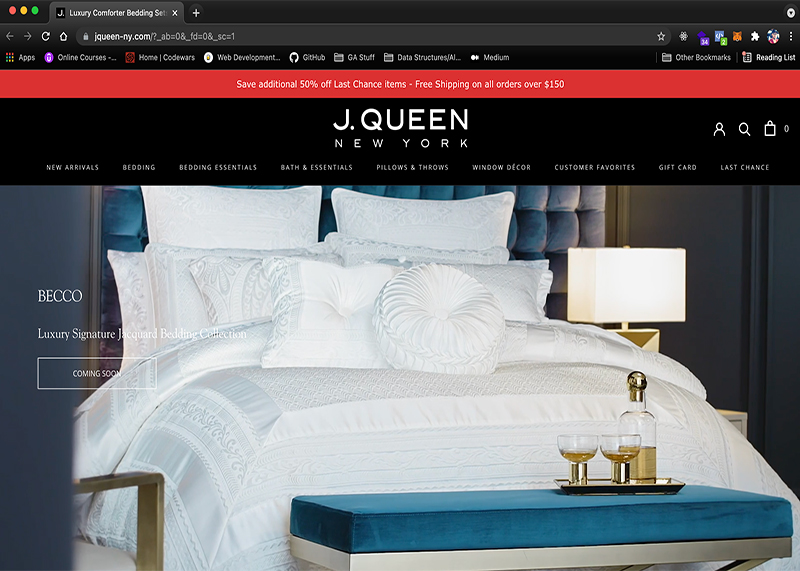 J. Luxury Comforter Bedding Set
jqueen-ny.com/?_ab=0&_fd=0&_sc=1
34
2
Apps
Online Courses -...
Home | Codewars
Web Development...
GitHub
GA Stuff
Data Structures/Al...
Medium
Other Bookmarks
Reading List
Save additional 50% off Last Chance items - Free Shipping on all orders over $150
J. QUEEN
NEW YORK
0
NEW ARRIVALS BEDDING BEDDING ESSENTIALS BATH & ESSENTIALS PILLOWS & THROWS WINDOW DÉCOR CUSTOMER FAVORITES GIFT CARD LAST CHANCE
BECCO
Luxury Signature Jacquard Bedding Collection
COMING SOON